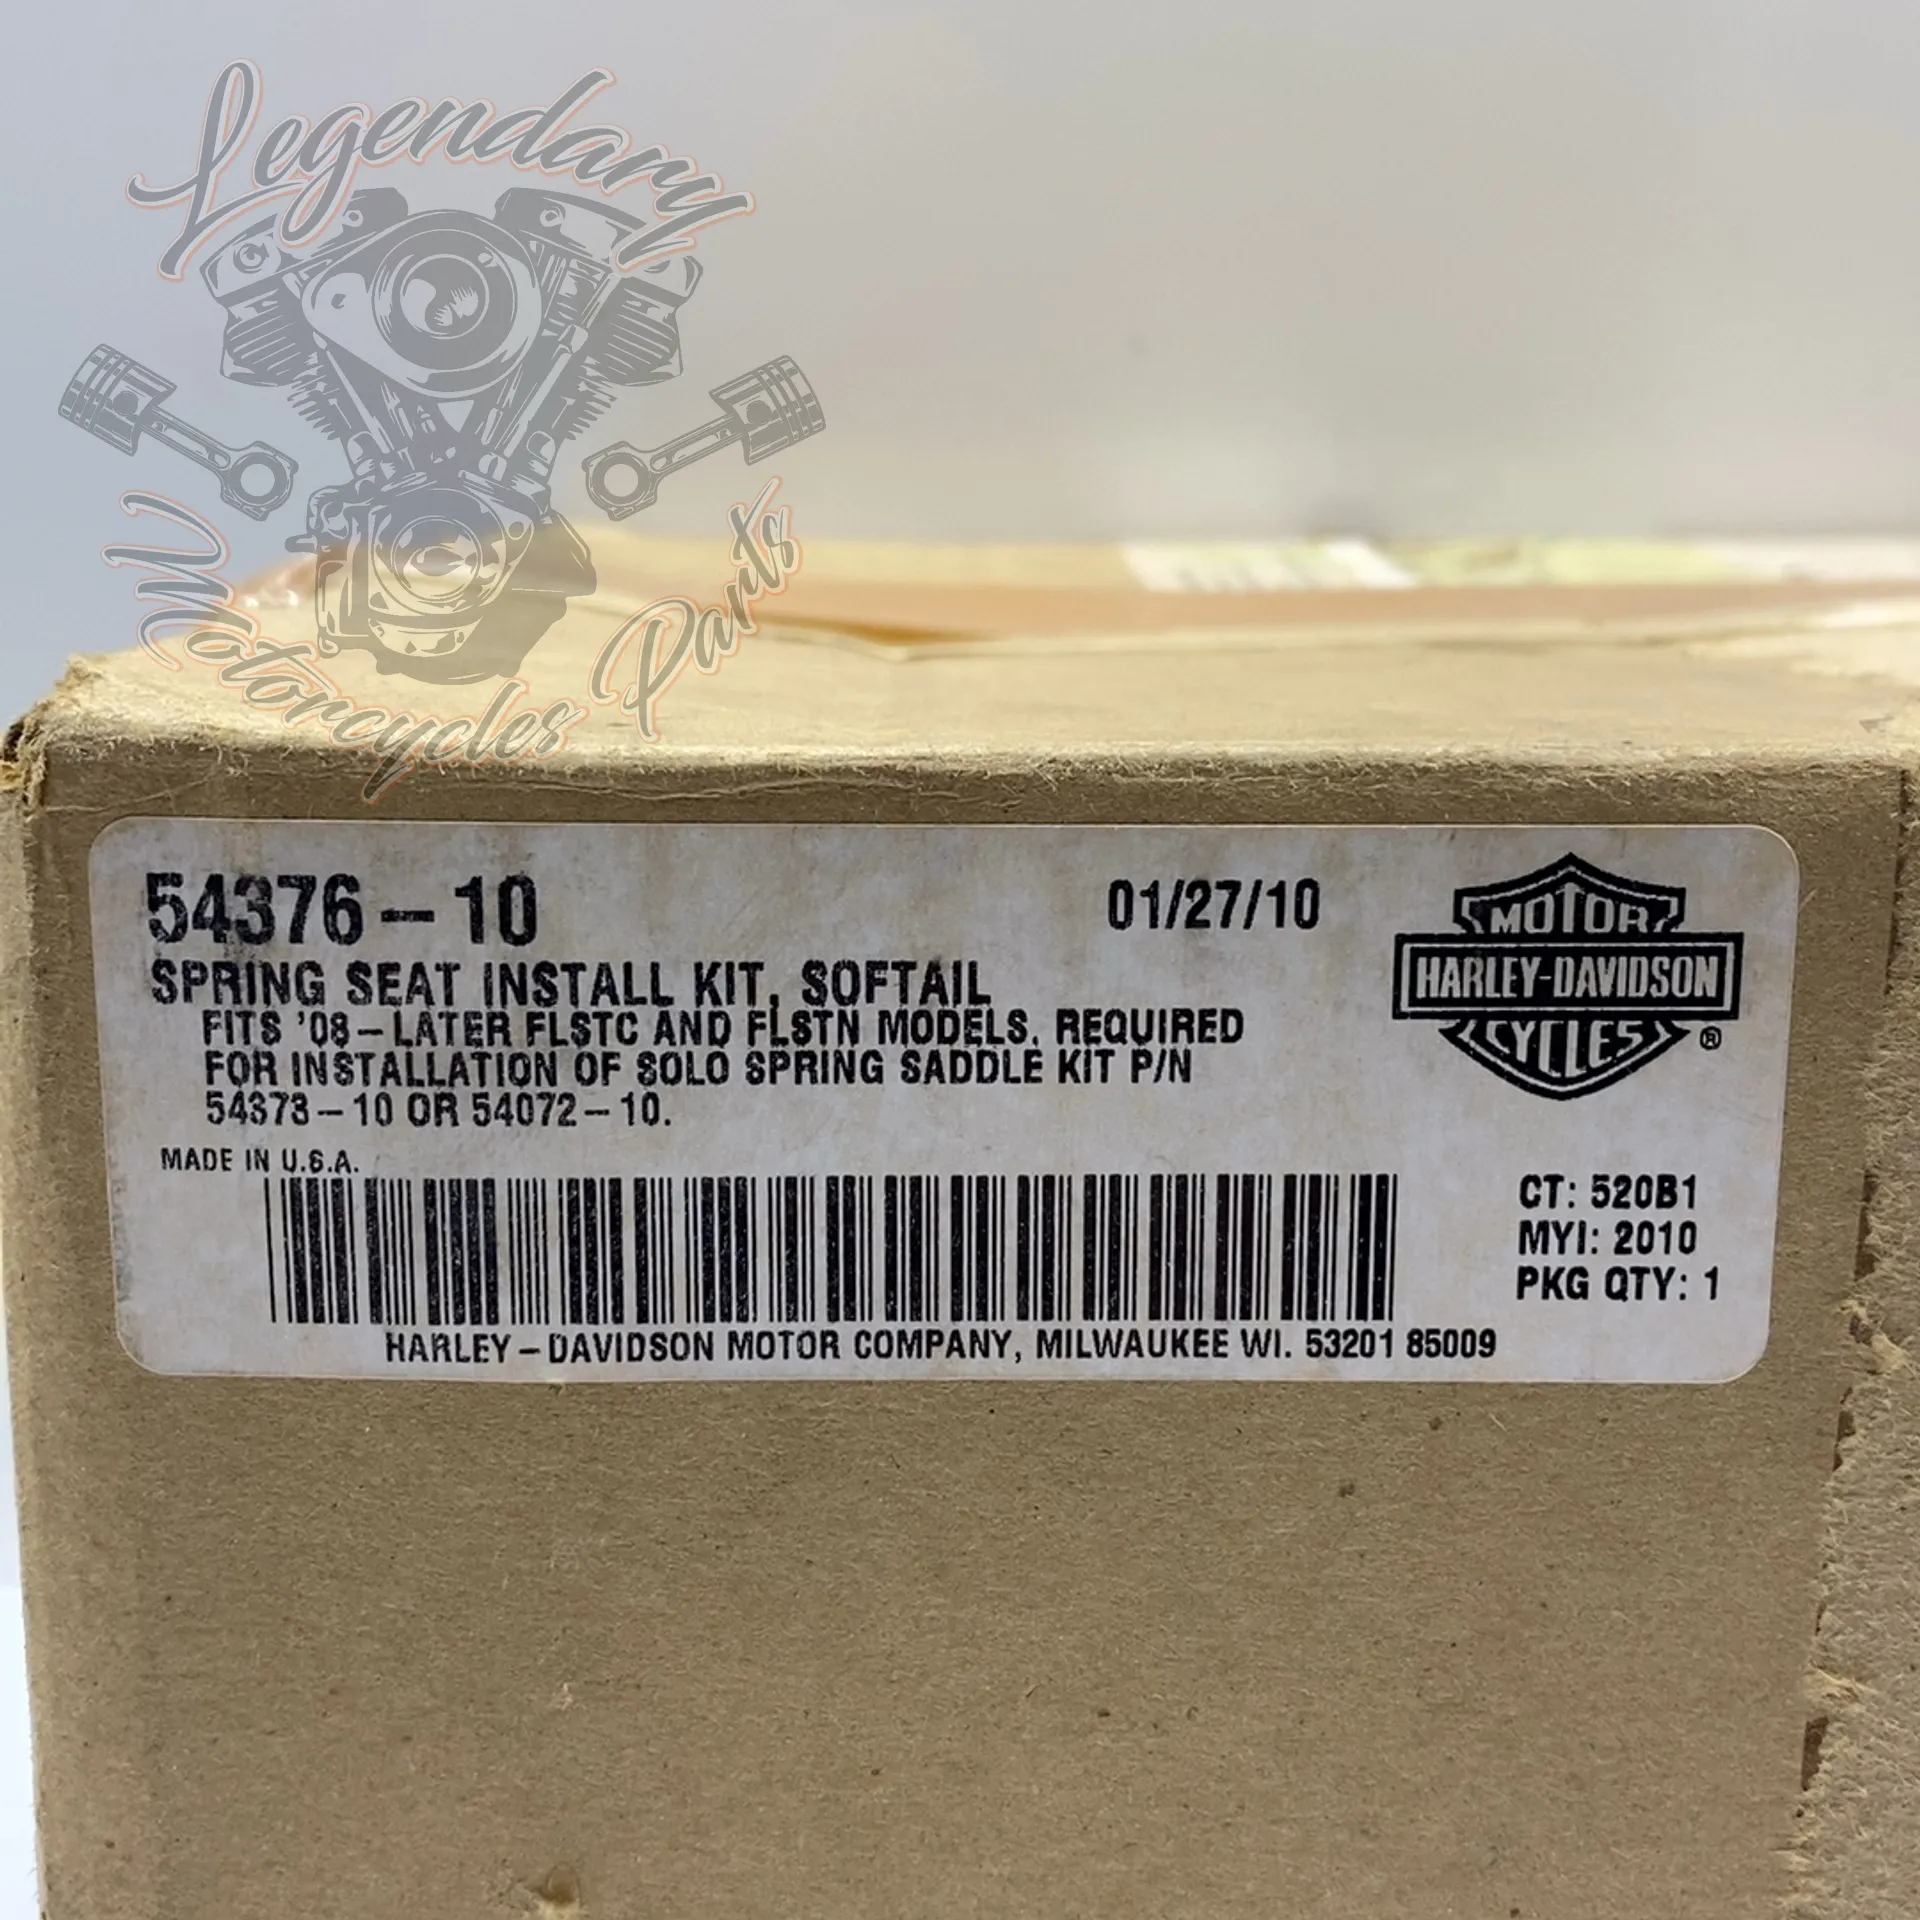 Legendary
Motorcycles Parts
54376-10
01/27/10
SPRING SEAT INSTALL KIT, SOFTAIL
FITS '08-LATER FLSTC AND FLSTN MODELS. REQUIRED
FOR INSTALLATION OF SOLO SPRING SADDLE KIT P/N
54373-10 OR 54072-10.
MOTOR
HARLEY-DAVIDSON
CYCLES
®
MADE IN U.S.A.
CT: 520B1
MYI: 2010
PKG QTY: 1
HARLEY-DAVIDSON MOTOR COMPANY, MILWAUKEE WI. 53201 85009